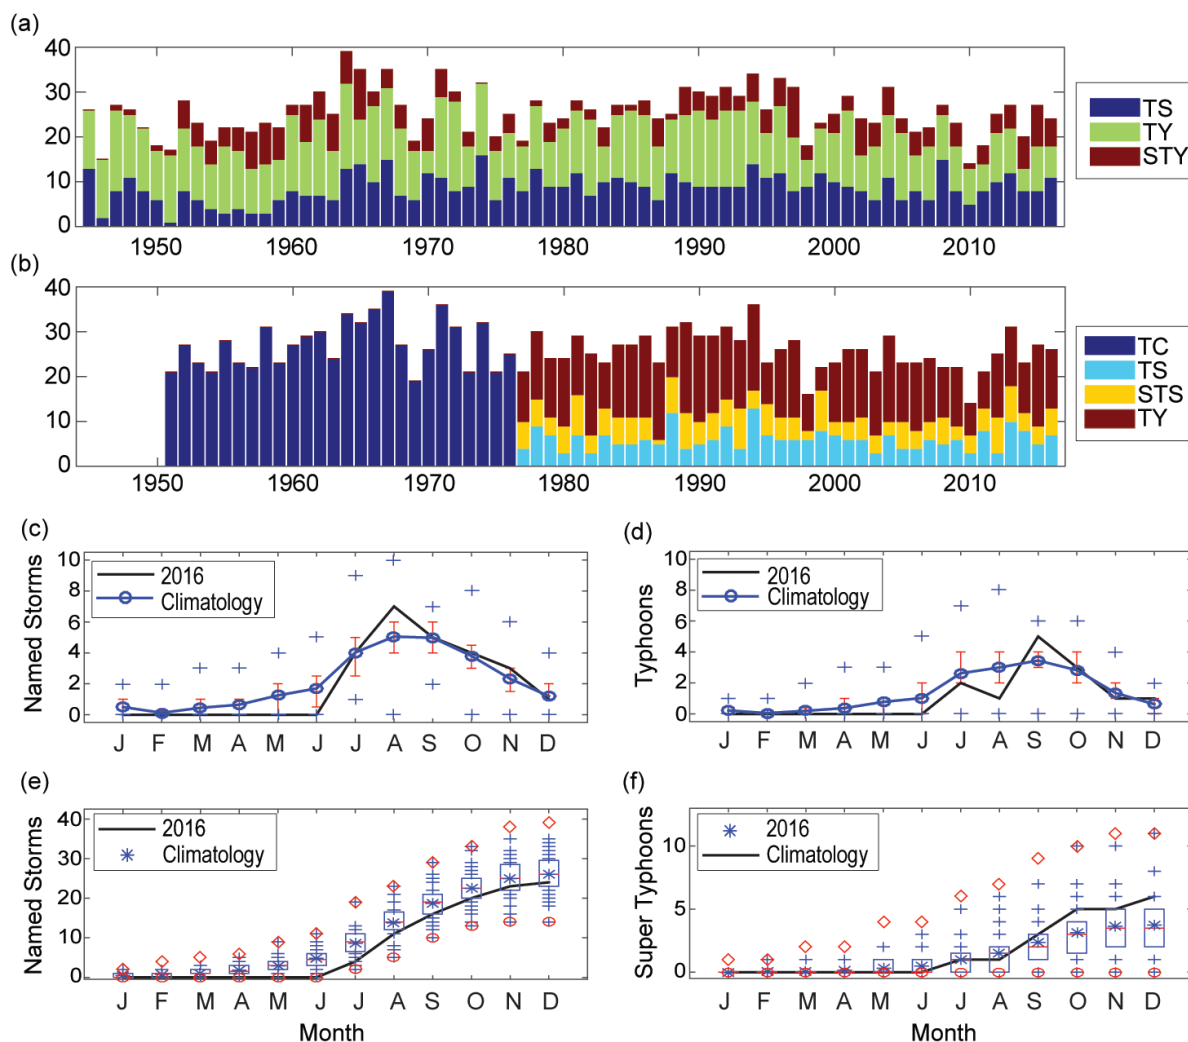 (a)
40
30
20
10
0
1950 1960 1970 1980 1990 2000 2010
TS
TY
STY
(b)
40
30
20
10
0
1950 1960 1970 1980 1990 2000 2010
TC
TS
STS
TY
(c)
Named Storms
10
8
6
4
2
0
2016
Climatology
J F M A M J J A S O N D
(d)
Typhoons
10
8
6
4
2
0
2016
Climatology
J F M A M J J A S O N D
(e)
Named Storms
40
30
20
10
0
2016
Climatology
J F M A M J J A S O N D
Month
(f)
Super Typhoons
10
5
0
2016
Climatology
J F M A M J J A S O N D
Month